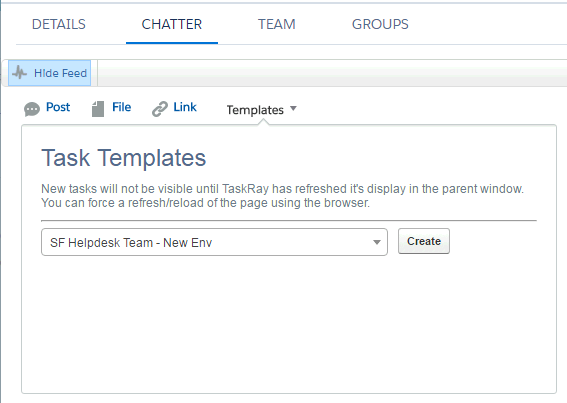 DETAILS CHATTER TEAM GROUPS
Hide Feed
Post File Link Templates
Task Templates
New tasks will not be visible until TaskRay has refreshed it's display in the parent window.
You can force a refresh/reload of the page using the browser.
SF Helpdesk Team - New Env Create